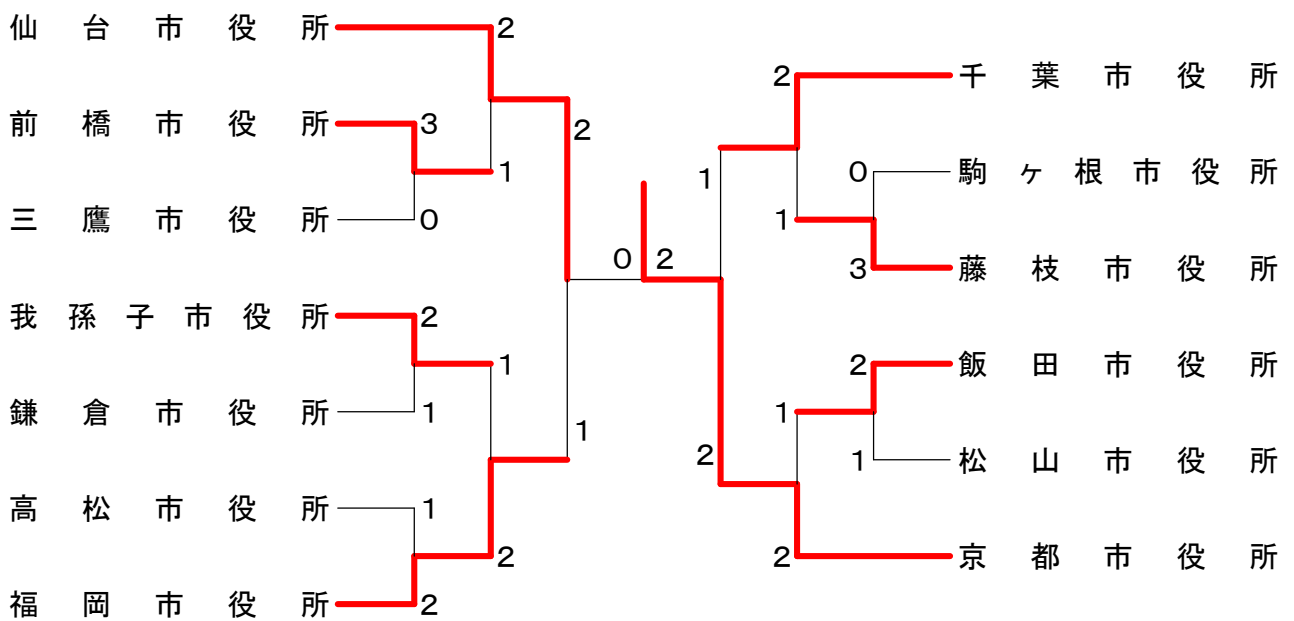 仙台市役所
2
前橋市役所
3
1
三鷹市役所
0
2
我孫子市役所
2
1
鎌倉市役所
1
1
高松市役所
1
2
福岡市役所
2
0 2
2
千葉市役所
1
0
駒ヶ根市役所
1
3
藤枝市役所
2
飯田市役所
1
1
松山市役所
2
2
京都市役所